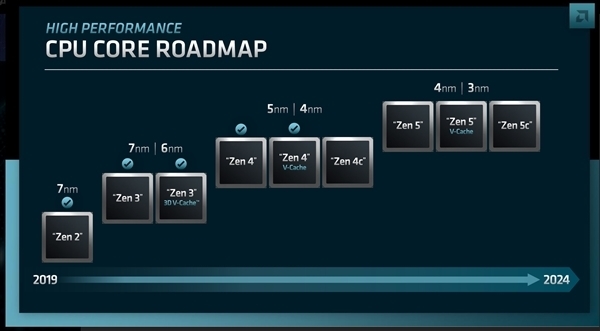 HIGH PERFORMANCE
CPU CORE ROADMAP
4nm | 3nm
"Zen 5"
"Zen 5"
V-Cache
"Zen 5c"
5nm | 4nm
"Zen 4"
"Zen 4"
V-Cache
"Zen 4c"
7nm | 6nm
"Zen 3"
"Zen 3"
3D V-Cache™
7nm
"Zen 2"
2019
2024